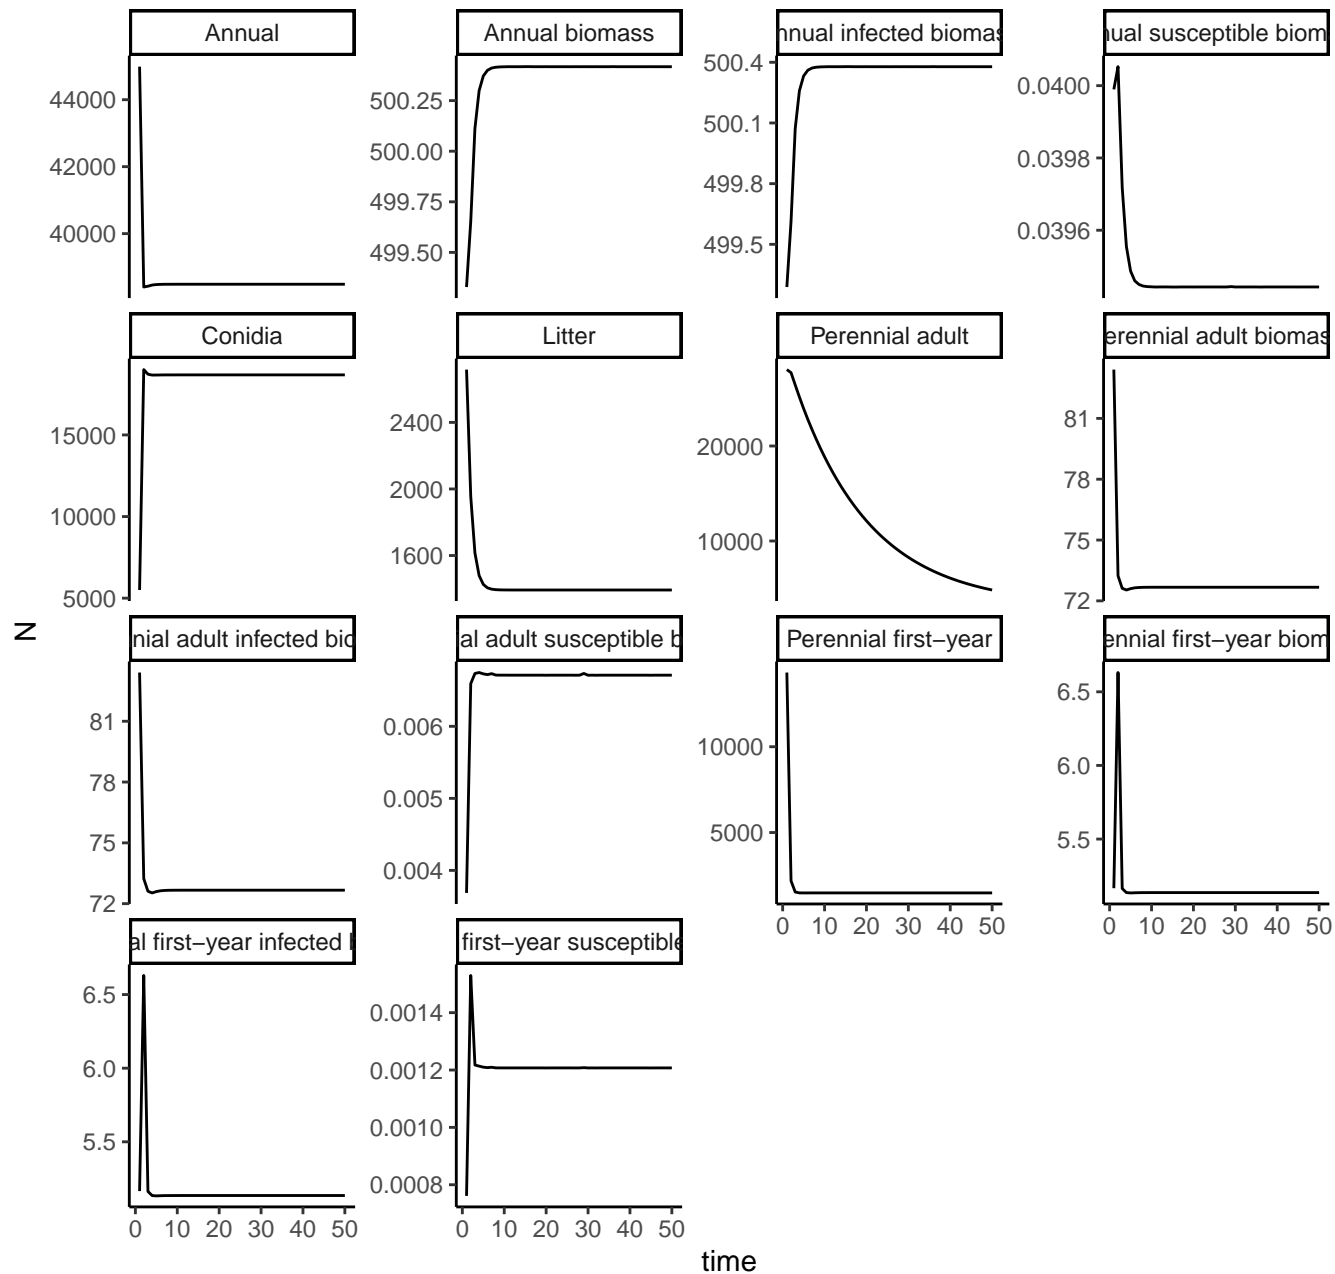 Annual
Annual biomass
nnual infected biomas
nual susceptible biom
44000
42000
40000
500.25
500.00
499.75
499.50
500.4
500.1
499.8
499.5
0.0400
0.0398
0.0396
Conidia
Litter
Perennial adult
erennial adult biomas
15000
10000
5000
2400
2000
1600
20000
10000
81
78
75
72
N
nial adult infected bio
al adult susceptible b
Perennial first−year
ennial first−year biom
81
78
75
72
0.006
0.005
0.004
10000
5000
6.5
6.0
5.5
0 10 20 30 40 50
0 10 20 30 40 50
al first−year infected b
first−year susceptible
6.5
6.0
5.5
0.0014
0.0012
0.0010
0.0008
0 10 20 30 40 50
0 10 20 30 40 50
time